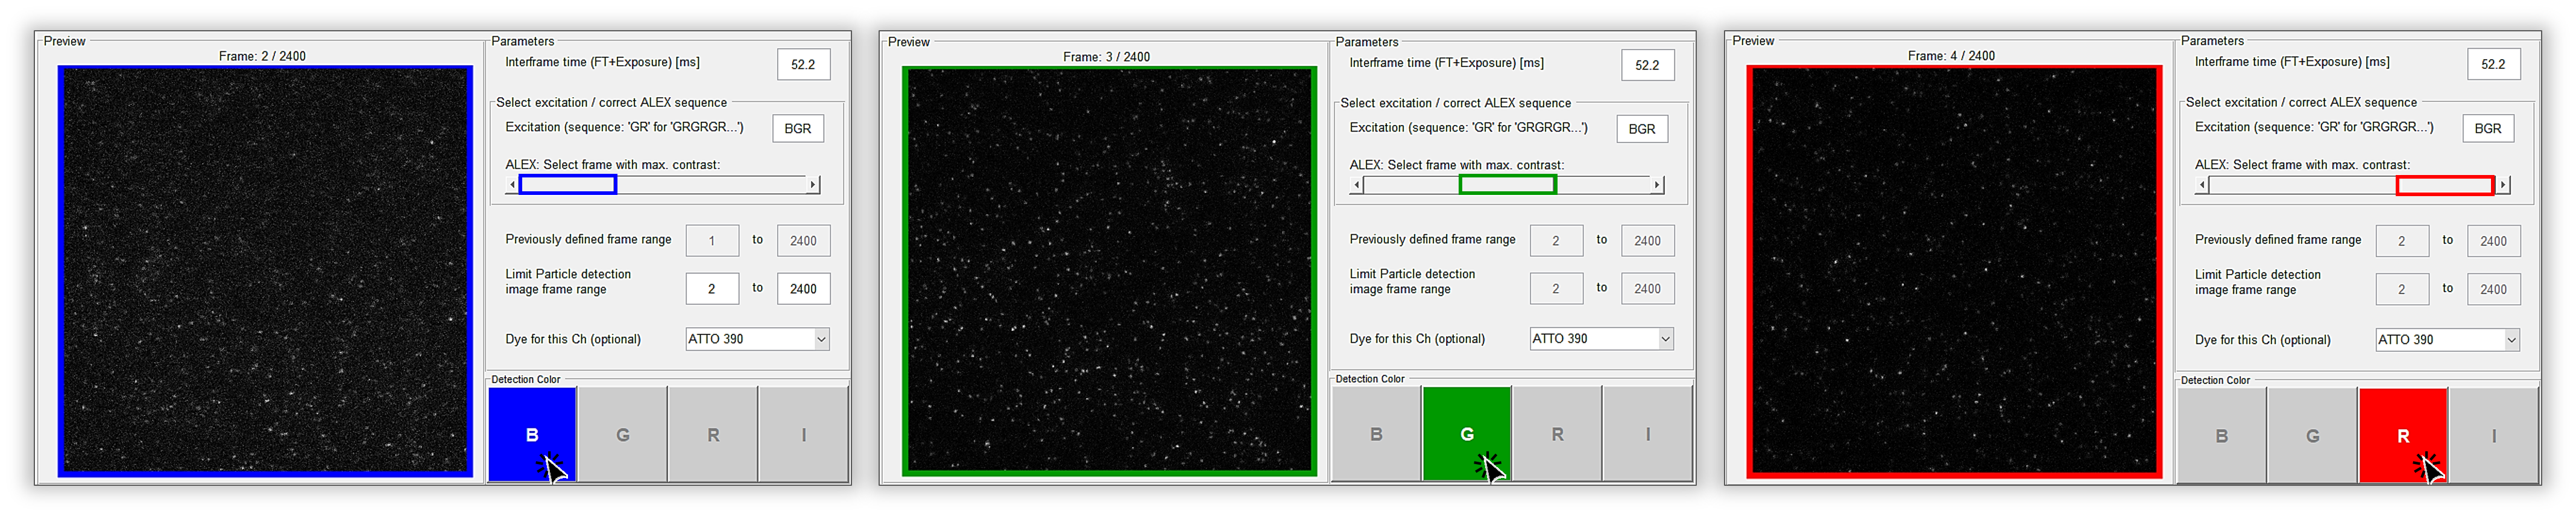 Preview
Frame: 2 / 2400
Parameters
Interframe time (FT+Exposure) [ms]
52.2
Select excitation / correct ALEX sequence
Excitation (sequence: 'GR' for 'GRGRGR...')
BGR
ALEX: Select frame with max. contrast:
Previously defined frame range
1
to
2400
Limit Particle detection
image frame range
2
to
2400
Dye for this Ch (optional)
ATTO 390
Detection Color
B
G
R
I
Preview
Frame: 3 / 2400
Parameters
Interframe time (FT+Exposure) [ms]
52.2
Select excitation / correct ALEX sequence
Excitation (sequence: 'GR' for 'GRGRGR...')
BGR
ALEX: Select frame with max. contrast:
Previously defined frame range
2
to
2400
Limit Particle detection
image frame range
2
to
2400
Dye for this Ch (optional)
ATTO 390
Detection Color
B
G
R
I
Preview
Frame: 4 / 2400
Parameters
Interframe time (FT+Exposure) [ms]
52.2
Select excitation / correct ALEX sequence
Excitation (sequence: 'GR' for 'GRGRGR...')
BGR
ALEX: Select frame with max. contrast:
Previously defined frame range
2
to
2400
Limit Particle detection
image frame range
2
to
2400
Dye for this Ch (optional)
ATTO 390
Detection Color
B
G
R
I